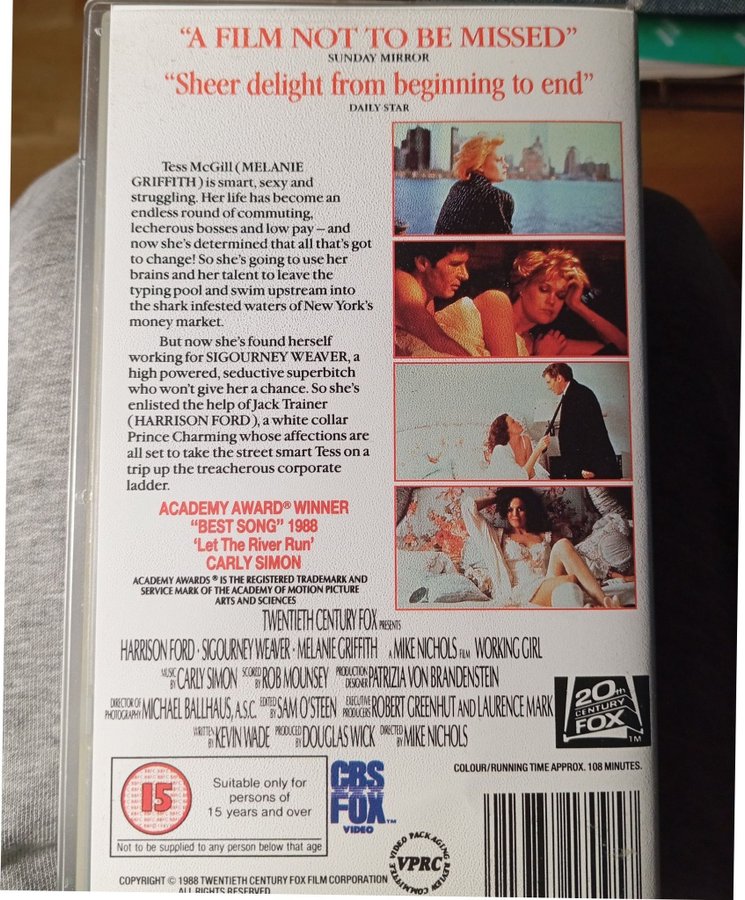 “A FILM NOT TO BE MISSED”
SUNDAY MIRROR
“Sheer delight from beginning to end”
DAILY STAR
Tess McGill (MELANIE
GRIFFITH) is smart, sexy and
struggling. Her life has become an
endless round of commuting,
lecherous bosses and low pay – and
now she's determined that all that's got
to change! So she's going to use her
brains and her talent to leave the
typing pool and swim upstream into
the shark infested waters of New York's
money market.
But now she's found herself
working for SIGOURNEY WEAVER, a
high powered, seductive superbitch
who won't give her a chance. So she's
enlisted the help of Jack Trainer
(HARRISON FORD), a white collar
Prince Charming whose affections are
all set to take the street smart Tess on a
trip up the treacherous corporate
ladder.
ACADEMY AWARD® WINNER
“BEST SONG” 1988
‘Let The River Run’
CARLY SIMON
ACADEMY AWARDS ® IS THE REGISTERED TRADEMARK AND
SERVICE MARK OF THE ACADEMY OF MOTION PICTURE
ARTS AND SCIENCES
TWENTIETH CENTURY FOX PRESENTS
HARRISON FORD · SIGOURNEY WEAVER · MELANIE GRIFFITH A MIKE NICHOLS FILM WORKING GIRL
MUSIC BY CARLY SIMON SCORED BY ROB MOUNSEY PRODUCTION DESIGNER PATRIZIA VON BRANDENSTEIN
DIRECTOR OF PHOTOGRAPHY MICHAEL BALLHAUS, A.S.C. EDITED BY SAM O'STEEN EXECUTIVE PRODUCERS ROBERT GREENHUT AND LAURENCE MARK
WRITTEN BY KEVIN WADE PRODUCED BY DOUGLAS WICK DIRECTED BY MIKE NICHOLS
20TH
CENTURY
FOX
TM
COLOUR/RUNNING TIME APPROX. 108 MINUTES.
15
Suitable only for
persons of
15 years and over
Not to be supplied to any person below that age
CBS
FOX
VIDEO
TM
VIDEO PACKAGING REVIEW COMMITTEE
VPRC
COPYRIGHT © 1988 TWENTIETH CENTURY FOX FILM CORPORATION
ALL RIGHTS RESERVED